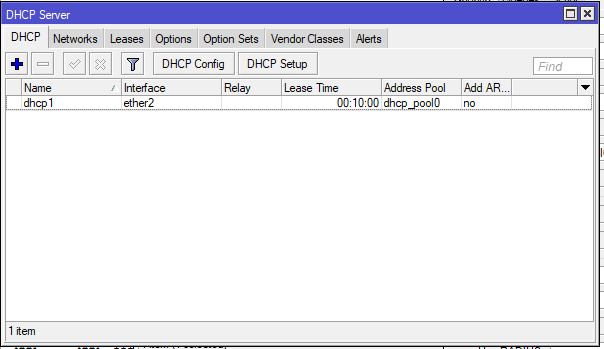 DHCP Server
DHCP Networks Leases Options Option Sets Vendor Classes Alerts
DHCP Config DHCP Setup Find
Name Interface Relay Lease Time Address Pool Add AR...
dhcp1 ether2 00:10:00 dhcp_pool0 no
1 item